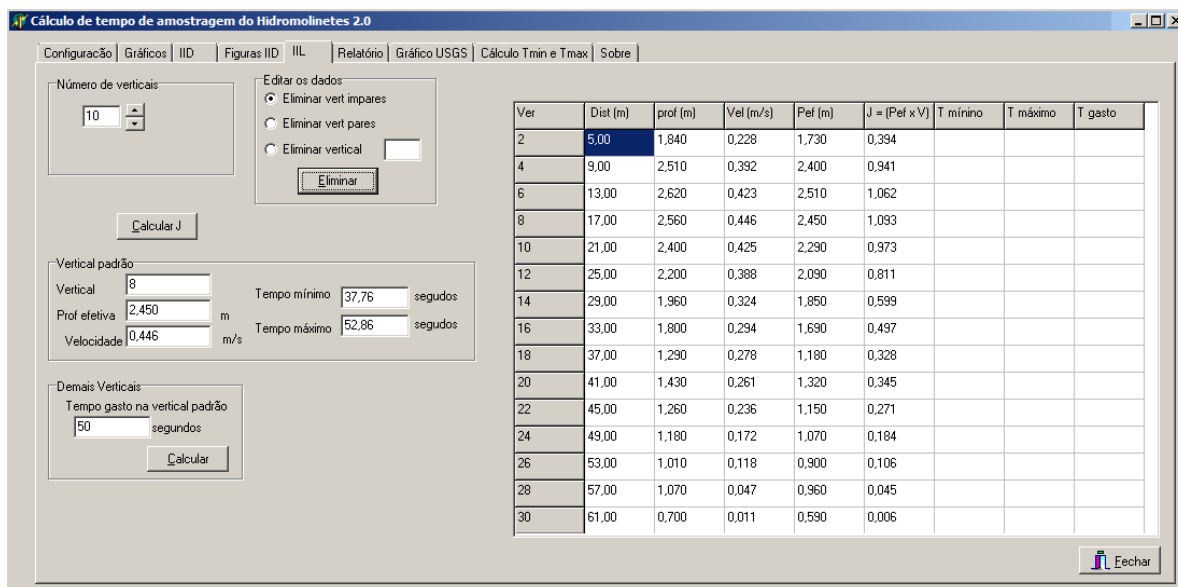 Cálculo de tempo de amostragem do Hidromolinetes 2.0
Configuracão Gráficos IID Figuras IID IIL Relatório Gráfico USGS Cálculo Tmin e Tmax Sobre
Número de verticais
10
Editar os dados
Eliminar vert impares
Eliminar vert pares
Eliminar vertical
Eliminar
Calcular J
Vertical padrão
Vertical 8
Prof efetiva 2,450 m
Velocidade 0,446 m/s
Tempo mínimo 37,76 segudos
Tempo máximo 52,86 segudos
Demais Verticais
Tempo gasto na vertical padrão
50 segundos
Calcular
Ver Dist (m) prof (m) Vel (m/s) Pef (m) J = (Pef x V) T mínino T máximo T gasto
2 5,00 1,840 0,228 1,730 0,394
4 9,00 2,510 0,392 2,400 0,941
6 13,00 2,620 0,423 2,510 1,062
8 17,00 2,560 0,446 2,450 1,093
10 21,00 2,400 0,425 2,290 0,973
12 25,00 2,200 0,388 2,090 0,811
14 29,00 1,960 0,324 1,850 0,599
16 33,00 1,800 0,294 1,690 0,497
18 37,00 1,290 0,278 1,180 0,328
20 41,00 1,430 0,261 1,320 0,345
22 45,00 1,260 0,236 1,150 0,271
24 49,00 1,180 0,172 1,070 0,184
26 53,00 1,010 0,118 0,900 0,106
28 57,00 1,070 0,047 0,960 0,045
30 61,00 0,700 0,011 0,590 0,006
Fechar